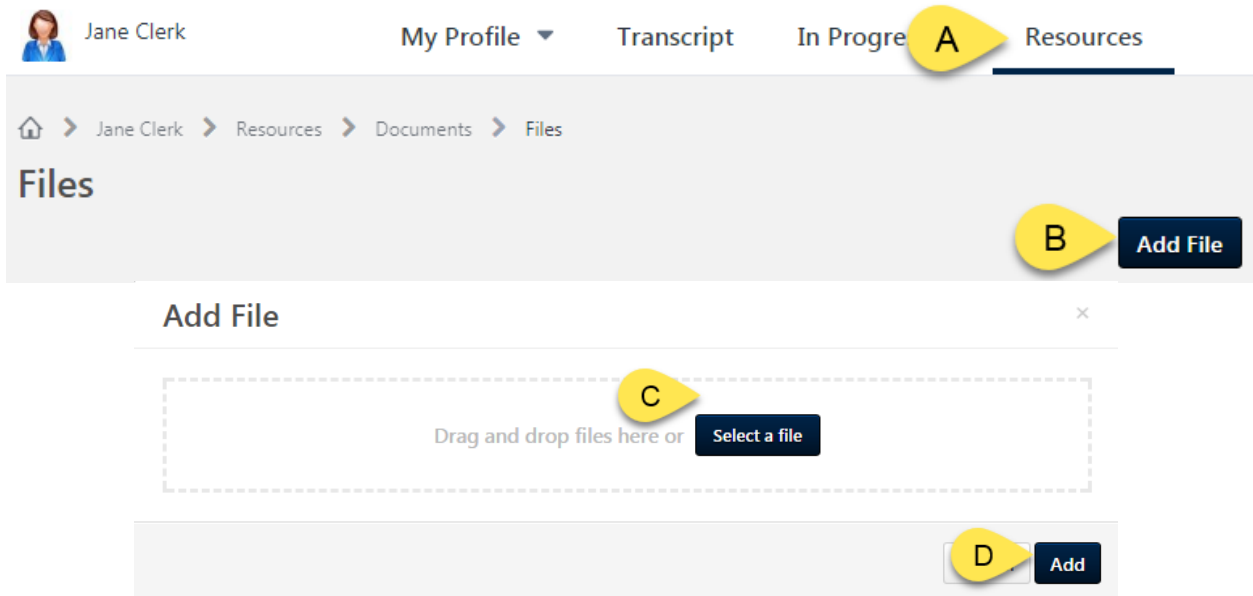 Jane Clerk My Profile Transcript In Progre A Resources
Jane Clerk Resources Documents Files
Files
B Add File
Add File ×
C
Drag and drop files here or Select a file
D Add